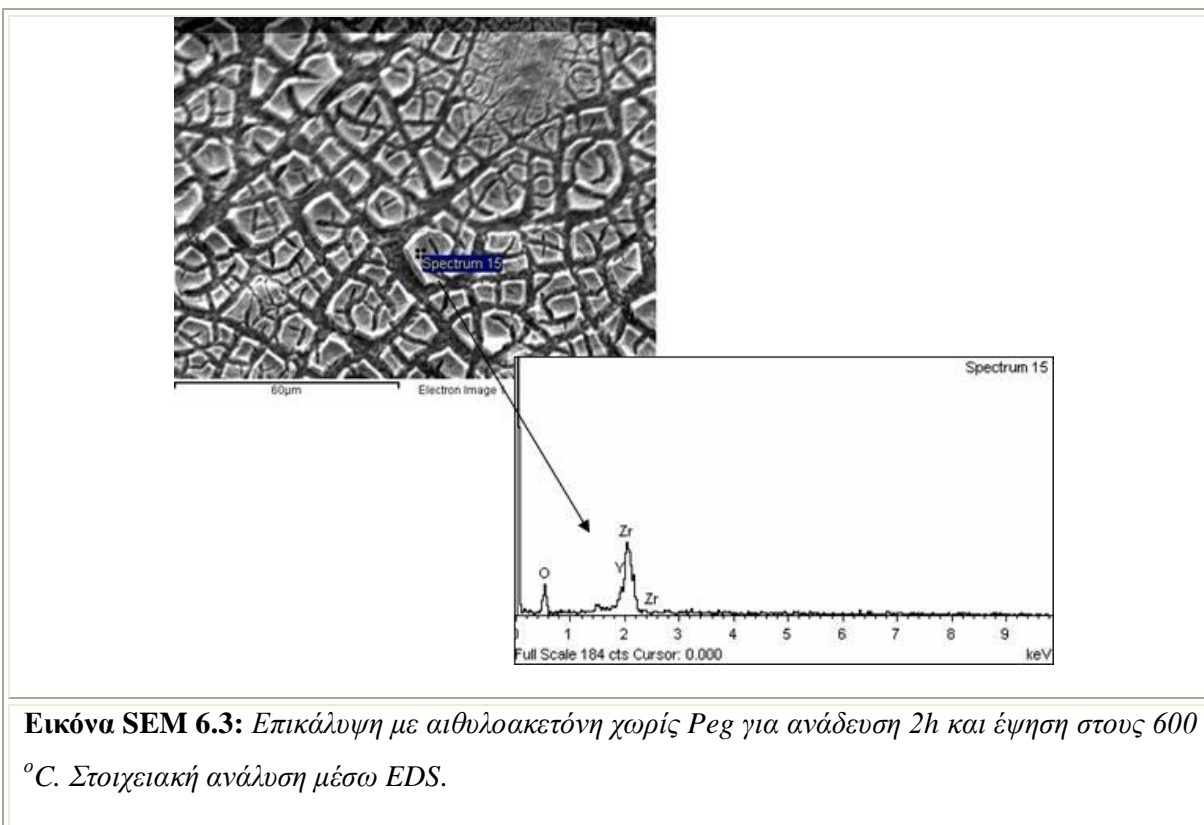 Spectrum 15
60μm Electron Image
Spectrum 15
Zr
Y
O
Zr
1 2 3 4 5 6 7 8 9
Full Scale 184 cts Cursor: 0.000 keV
Εικόνα SEM 6.3: Επικάλυψη με αιθυλοακετόνη χωρίς Peg για ανάδευση 2h και έψηση στους 600
°C. Στοιχειακή ανάλυση μέσω EDS.